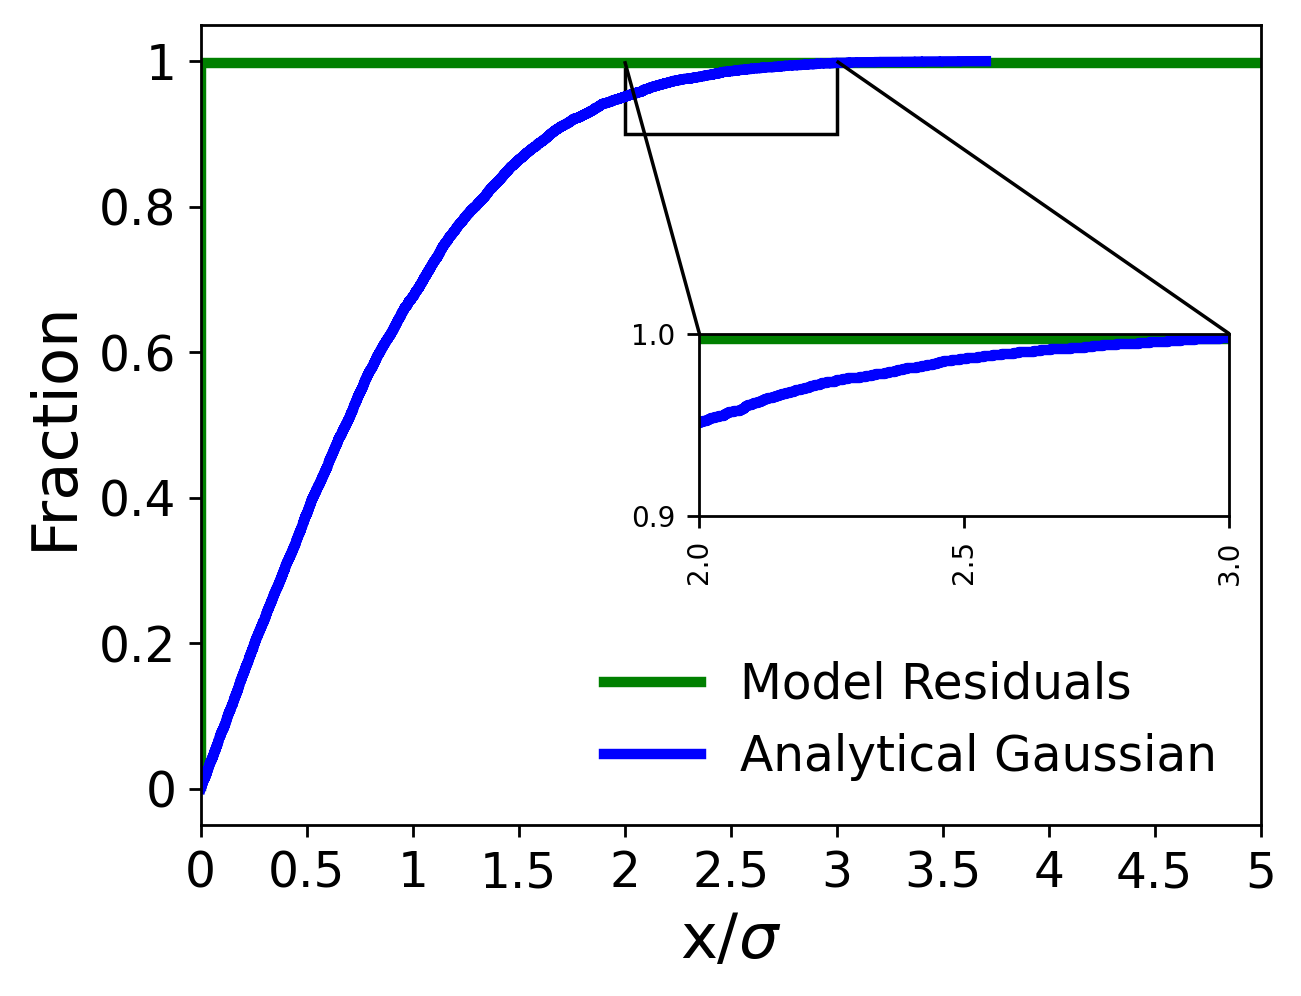 1
0.8
0.6
0.4
0.2
0
Fraction
1.0
0.9
2.0
2.5
3.0
Model Residuals
Analytical Gaussian
0 0.5 1 1.5 2 2.5 3 3.5 4 4.5 5
x/σ